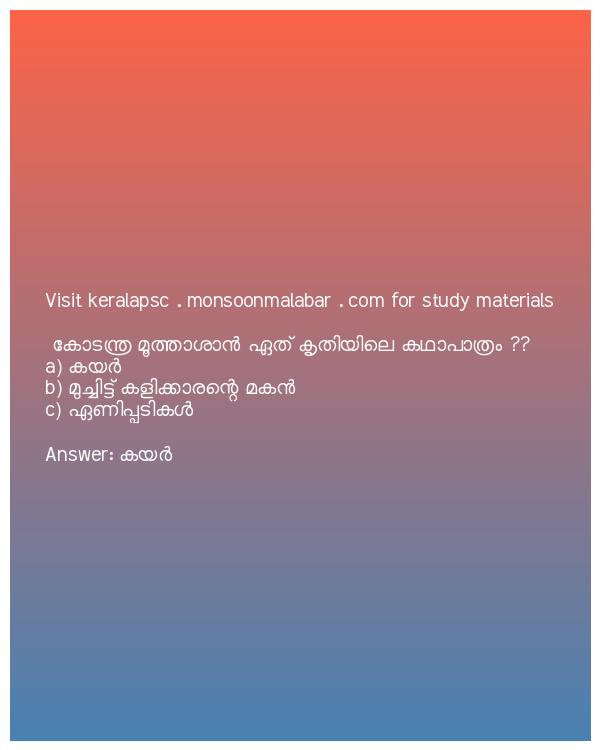 Visit keralapsc . monsoonmalabar . com for study materials
കോടന്ത്ര മൂത്താശാൻ ഏത് കൃതിയിലെ കഥാപാത്രം ??
a) കയർ
b) മുച്ചിട്ട് കളിക്കാരന്റെ മകൻ
c) ഏണിപ്പടികൾ
Answer: കയർ